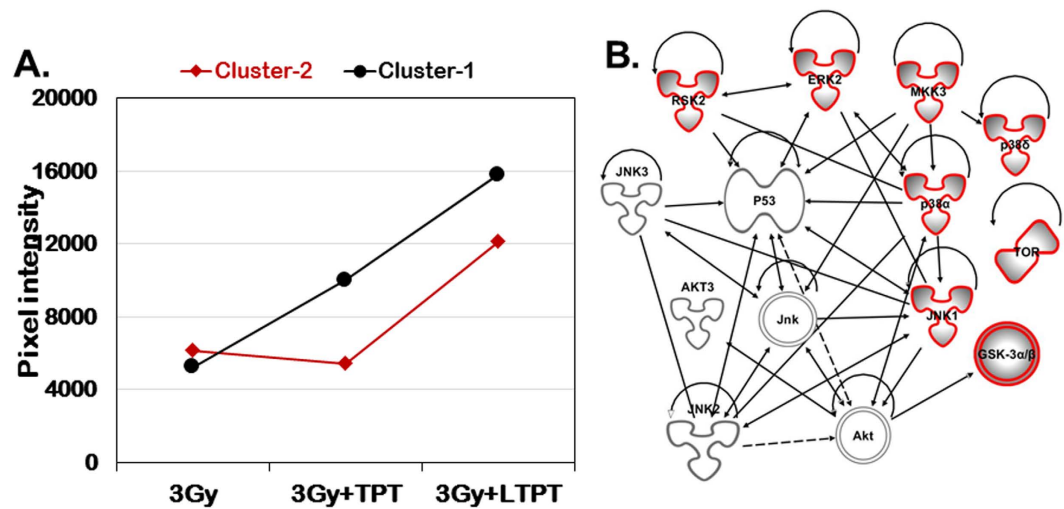 A.
Cluster-2 Cluster-1
20000
16000
12000
8000
4000
0
Pixel intensity
3Gy 3Gy+TPT 3Gy+LTPT
B.
RSK2
ERK2
MKK3
p38δ
JNK3
P53
p38α
TOR
AKT3
Jnk
JNK1
GSK-3α/β
JNK2
Akt